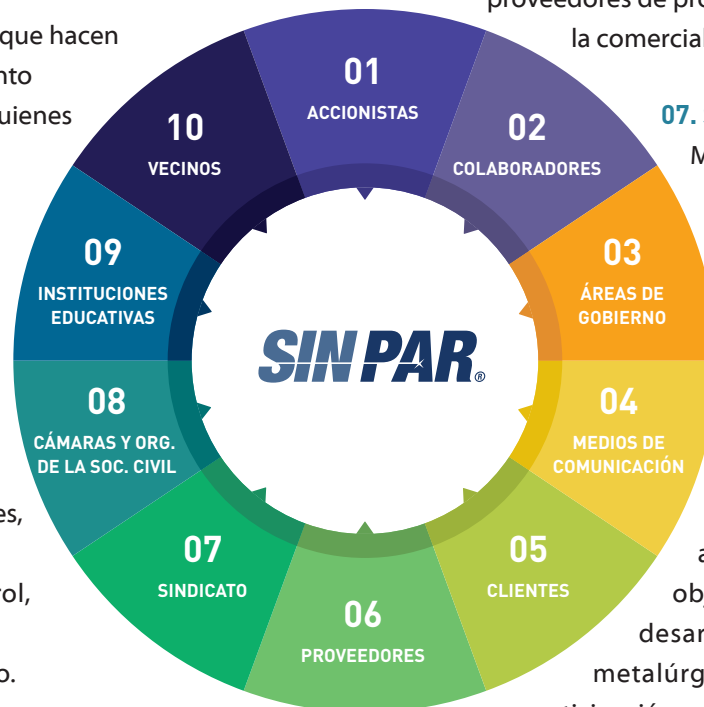 que hacen
la comercial
01
ACCIONISTAS
02
COLABORADORES
03
ÁREAS DE
GOBIERNO
04
MEDIOS DE
COMUNICACIÓN
05
CLIENTES
06
PROVEEDORES
07
SINDICATO
08
CÁMARAS Y ORG.
DE LA SOC. CIVIL
09
INSTITUCIONES
EDUCATIVAS
10
VECINOS
SIN PAR®
proveedores de pro
nto
uienes
07.
M
es,
rol,
o.
a
obj
desar
metalúrg